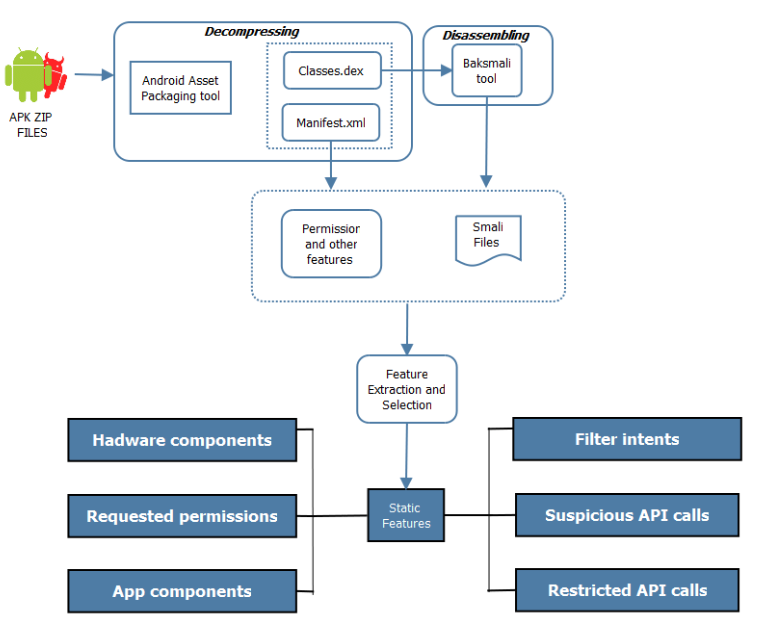 Decompressing
Disassembling
APK ZIP
FILES
Android Asset
Packaging tool
Classes.dex
Manifest.xml
Baksmali
tool
Permissior
and other
features
Smali
Files
Feature
Extraction and
Selection
Static
Features
Hadware components
Requested permissions
App components
Filter intents
Suspicious API calls
Restricted API calls